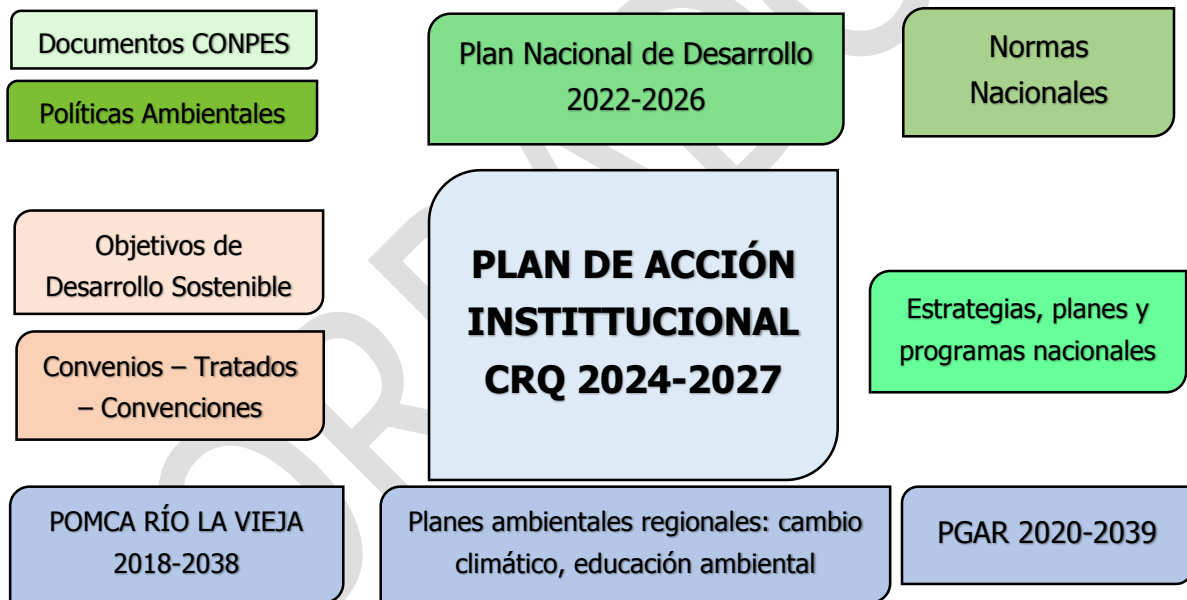 Documentos CONPES
Políticas Ambientales
Plan Nacional de Desarrollo
2022-2026
Normas
Nacionales
Objetivos de
Desarrollo Sostenible
Convenios – Tratados
– Convenciones
PLAN DE ACCIÓN
INSTITTUCIONAL
CRQ 2024-2027
Estrategias, planes y
programas nacionales
POMCA RÍO LA VIEJA
2018-2038
Planes ambientales regionales: cambio
climático, educación ambiental
PGAR 2020-2039